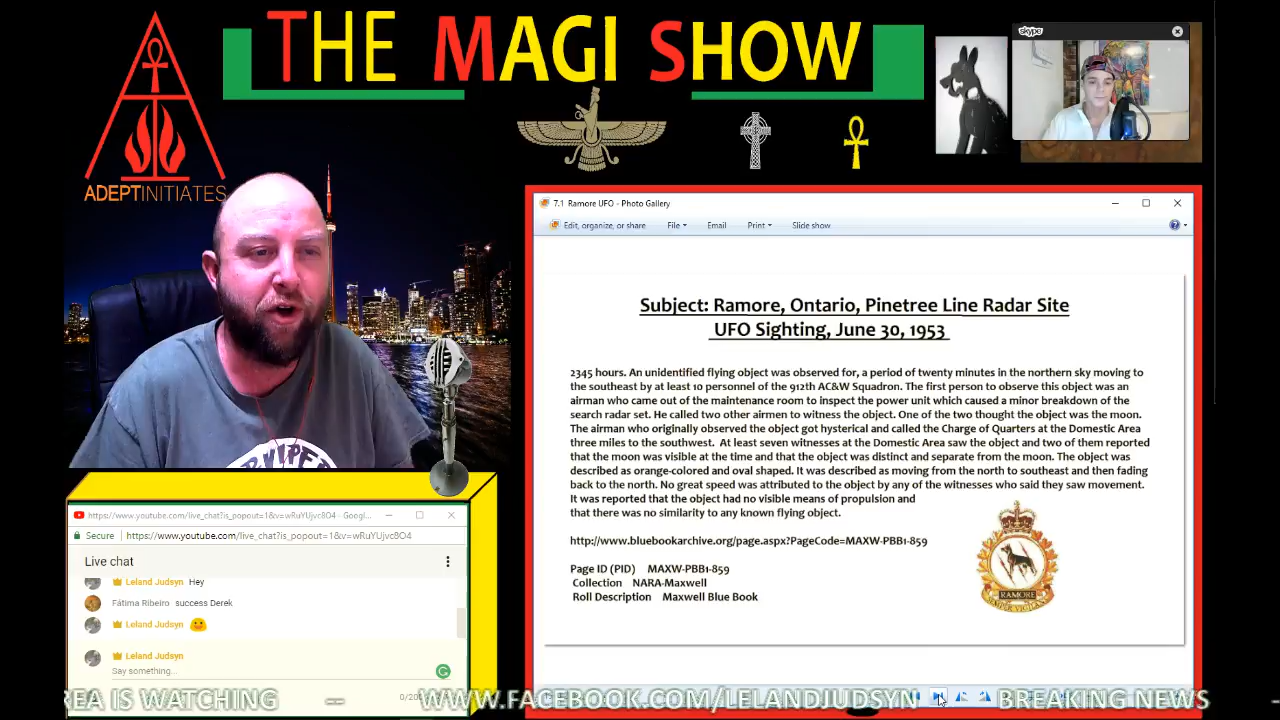 THE MAGI SHOW
skype
ADEPTINITIATES
7.1 Ramore UFO - Photo Gallery
Edit, organize, or share File Email Print Slide show
Subject: Ramore, Ontario, Pinetree Line Radar Site
UFO Sighting, June 30, 1953
2345 hours. An unidentified flying object was observed for, a period of twenty minutes in the northern sky moving to
the southeast by at least 10 personnel of the 912th AC&W Squadron. The first person to observe this object was an
airman who came out of the maintenance room to inspect the power unit which caused a minor breakdown of the
search radar set. He called two other airmen to witness the object. One of the two thought the object was the moon.
The airman who originally observed the object got hysterical and called the Charge of Quarters at the Domestic Area
three miles to the southwest. At least seven witnesses at the Domestic Area saw the object and two of them reported
that the moon was visible at the time and that the object was distinct and separate from the moon. The object was
described as orange-colored and oval shaped. It was described as moving from the north to southeast and then fading
back to the north. No great speed was attributed to the object by any of the witnesses who said they saw movement.
It was reported that the object had no visible means of propulsion and
that there was no similarity to any known flying object.
http://www.bluebookarchive.org/page.aspx?PageCode=MAXW-PBB1-859
Page ID (PID) MAXW-PBB1-859
Collection NARA-Maxwell
Roll Description Maxwell Blue Book
RAMORE
https://www.youtube.com/live_chat?is_popout=1&v=wRuYUjvc8O4 - Googl...
Secure https://www.youtube.com/live_chat?is_popout=1&v=wRuYUjvc8O4
Live chat
Leland Judsyn Hey
Fátima Ribeiro success Derek
Leland Judsyn
Leland Judsyn
Say something...
AREA IS WATCHING -- WWW.FACEBOOK.COM/LELANDJUDSYN -- BREAKING NEWS